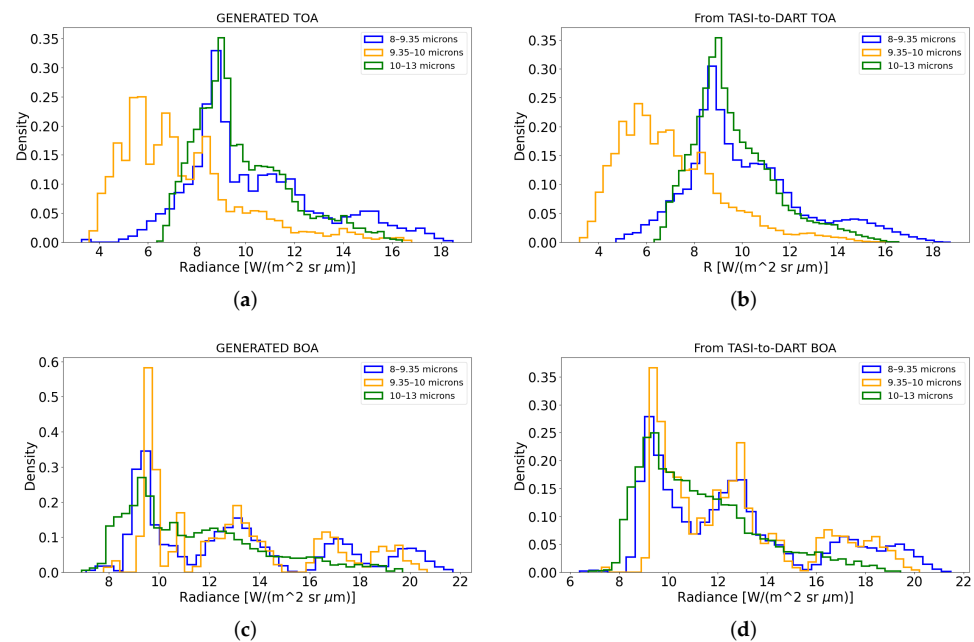 GENERATED TOA
0.35
0.30
0.25
0.20
0.15
0.10
0.05
0.00
Density
8–9.35 microns
9.35–10 microns
10–13 microns
4 6 8 10 12 14 16 18
Radiance [W/(m^2 sr μm)]
(a)
From TASI-to-DART TOA
0.35
0.30
0.25
0.20
0.15
0.10
0.05
0.00
Density
8–9.35 microns
9.35–10 microns
10–13 microns
4 6 8 10 12 14 16 18
R [W/(m^2 sr μm)]
(b)
GENERATED BOA
0.6
0.5
0.4
0.3
0.2
0.1
0.0
Density
8–9.35 microns
9.35–10 microns
10–13 microns
8 10 12 14 16 18 20 22
Radiance [W/(m^2 sr μm)]
(c)
From TASI-to-DART BOA
0.35
0.30
0.25
0.20
0.15
0.10
0.05
0.00
Density
8–9.35 microns
9.35–10 microns
10–13 microns
6 8 10 12 14 16 18 20 22
Radiance [W/(m^2 sr μm)]
(d)